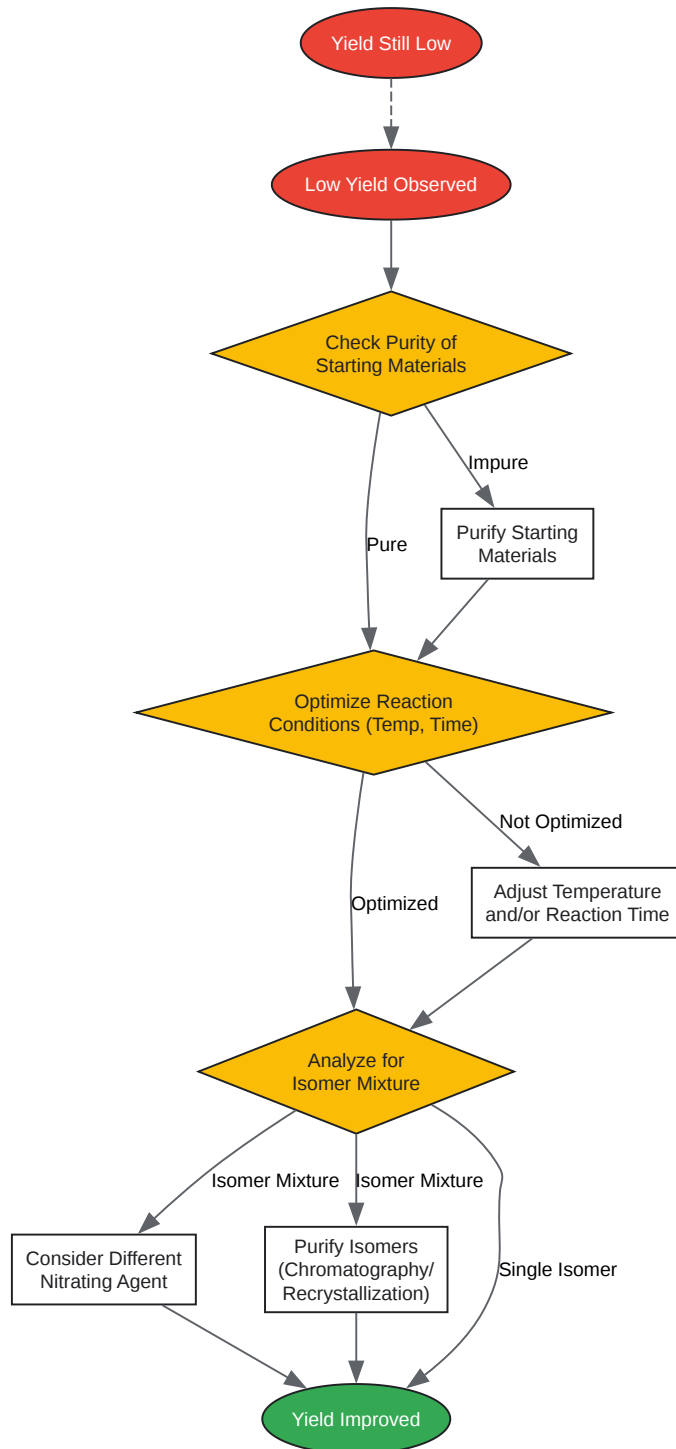 Yield Still Low
Low Yield Observed
Check Purity of
Starting Materials
Impure
Purify Starting
Materials
Pure
Optimize Reaction
Conditions (Temp, Time)
Not Optimized
Adjust Temperature
and/or Reaction Time
Optimized
Analyze for
Isomer Mixture
Isomer Mixture
Isomer Mixture
Consider Different
Nitrating Agent
Purify Isomers
(Chromatography/
Recrystallization)
Single Isomer
Yield Improved